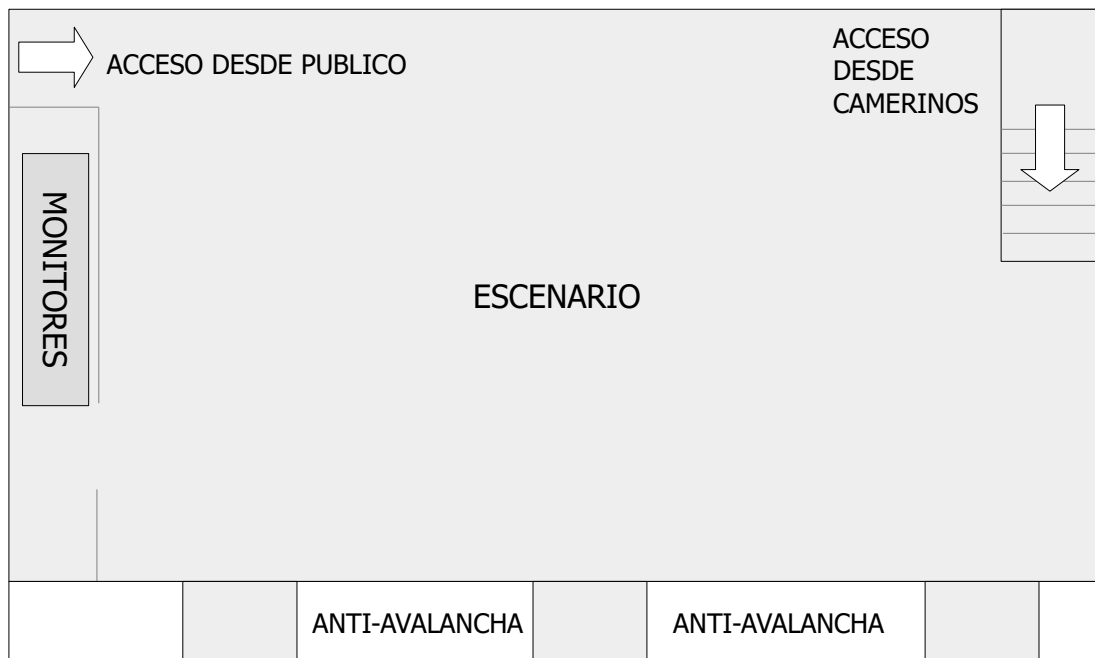 ACCESO DESDE PUBLICO
ACCESO
DESDE
CAMERINOS
MONITORES
ESCENARIO
ANTI-AVALANCHA
ANTI-AVALANCHA